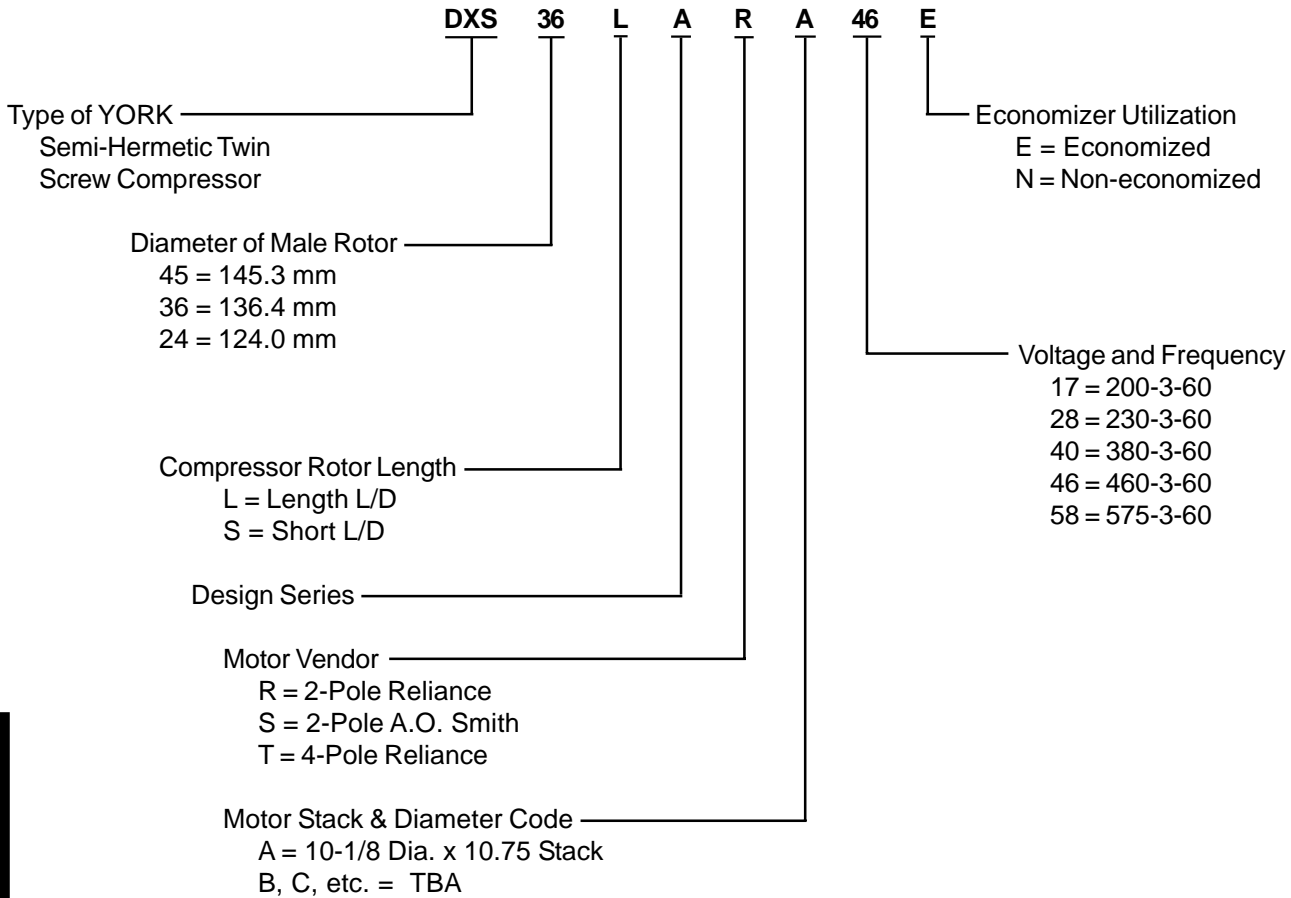 DXS 36 L A R A 46 E
Type of YORK
Semi-Hermetic Twin
Screw Compressor
Economizer Utilization
E = Economized
N = Non-economized
Diameter of Male Rotor
45 = 145.3 mm
36 = 136.4 mm
24 = 124.0 mm
Voltage and Frequency
17 = 200-3-60
28 = 230-3-60
40 = 380-3-60
46 = 460-3-60
58 = 575-3-60
Compressor Rotor Length
L = Length L/D
S = Short L/D
Design Series
Motor Vendor
R = 2-Pole Reliance
S = 2-Pole A.O. Smith
T = 4-Pole Reliance
Motor Stack & Diameter Code
A = 10-1/8 Dia. x 10.75 Stack
B, C, etc. = TBA